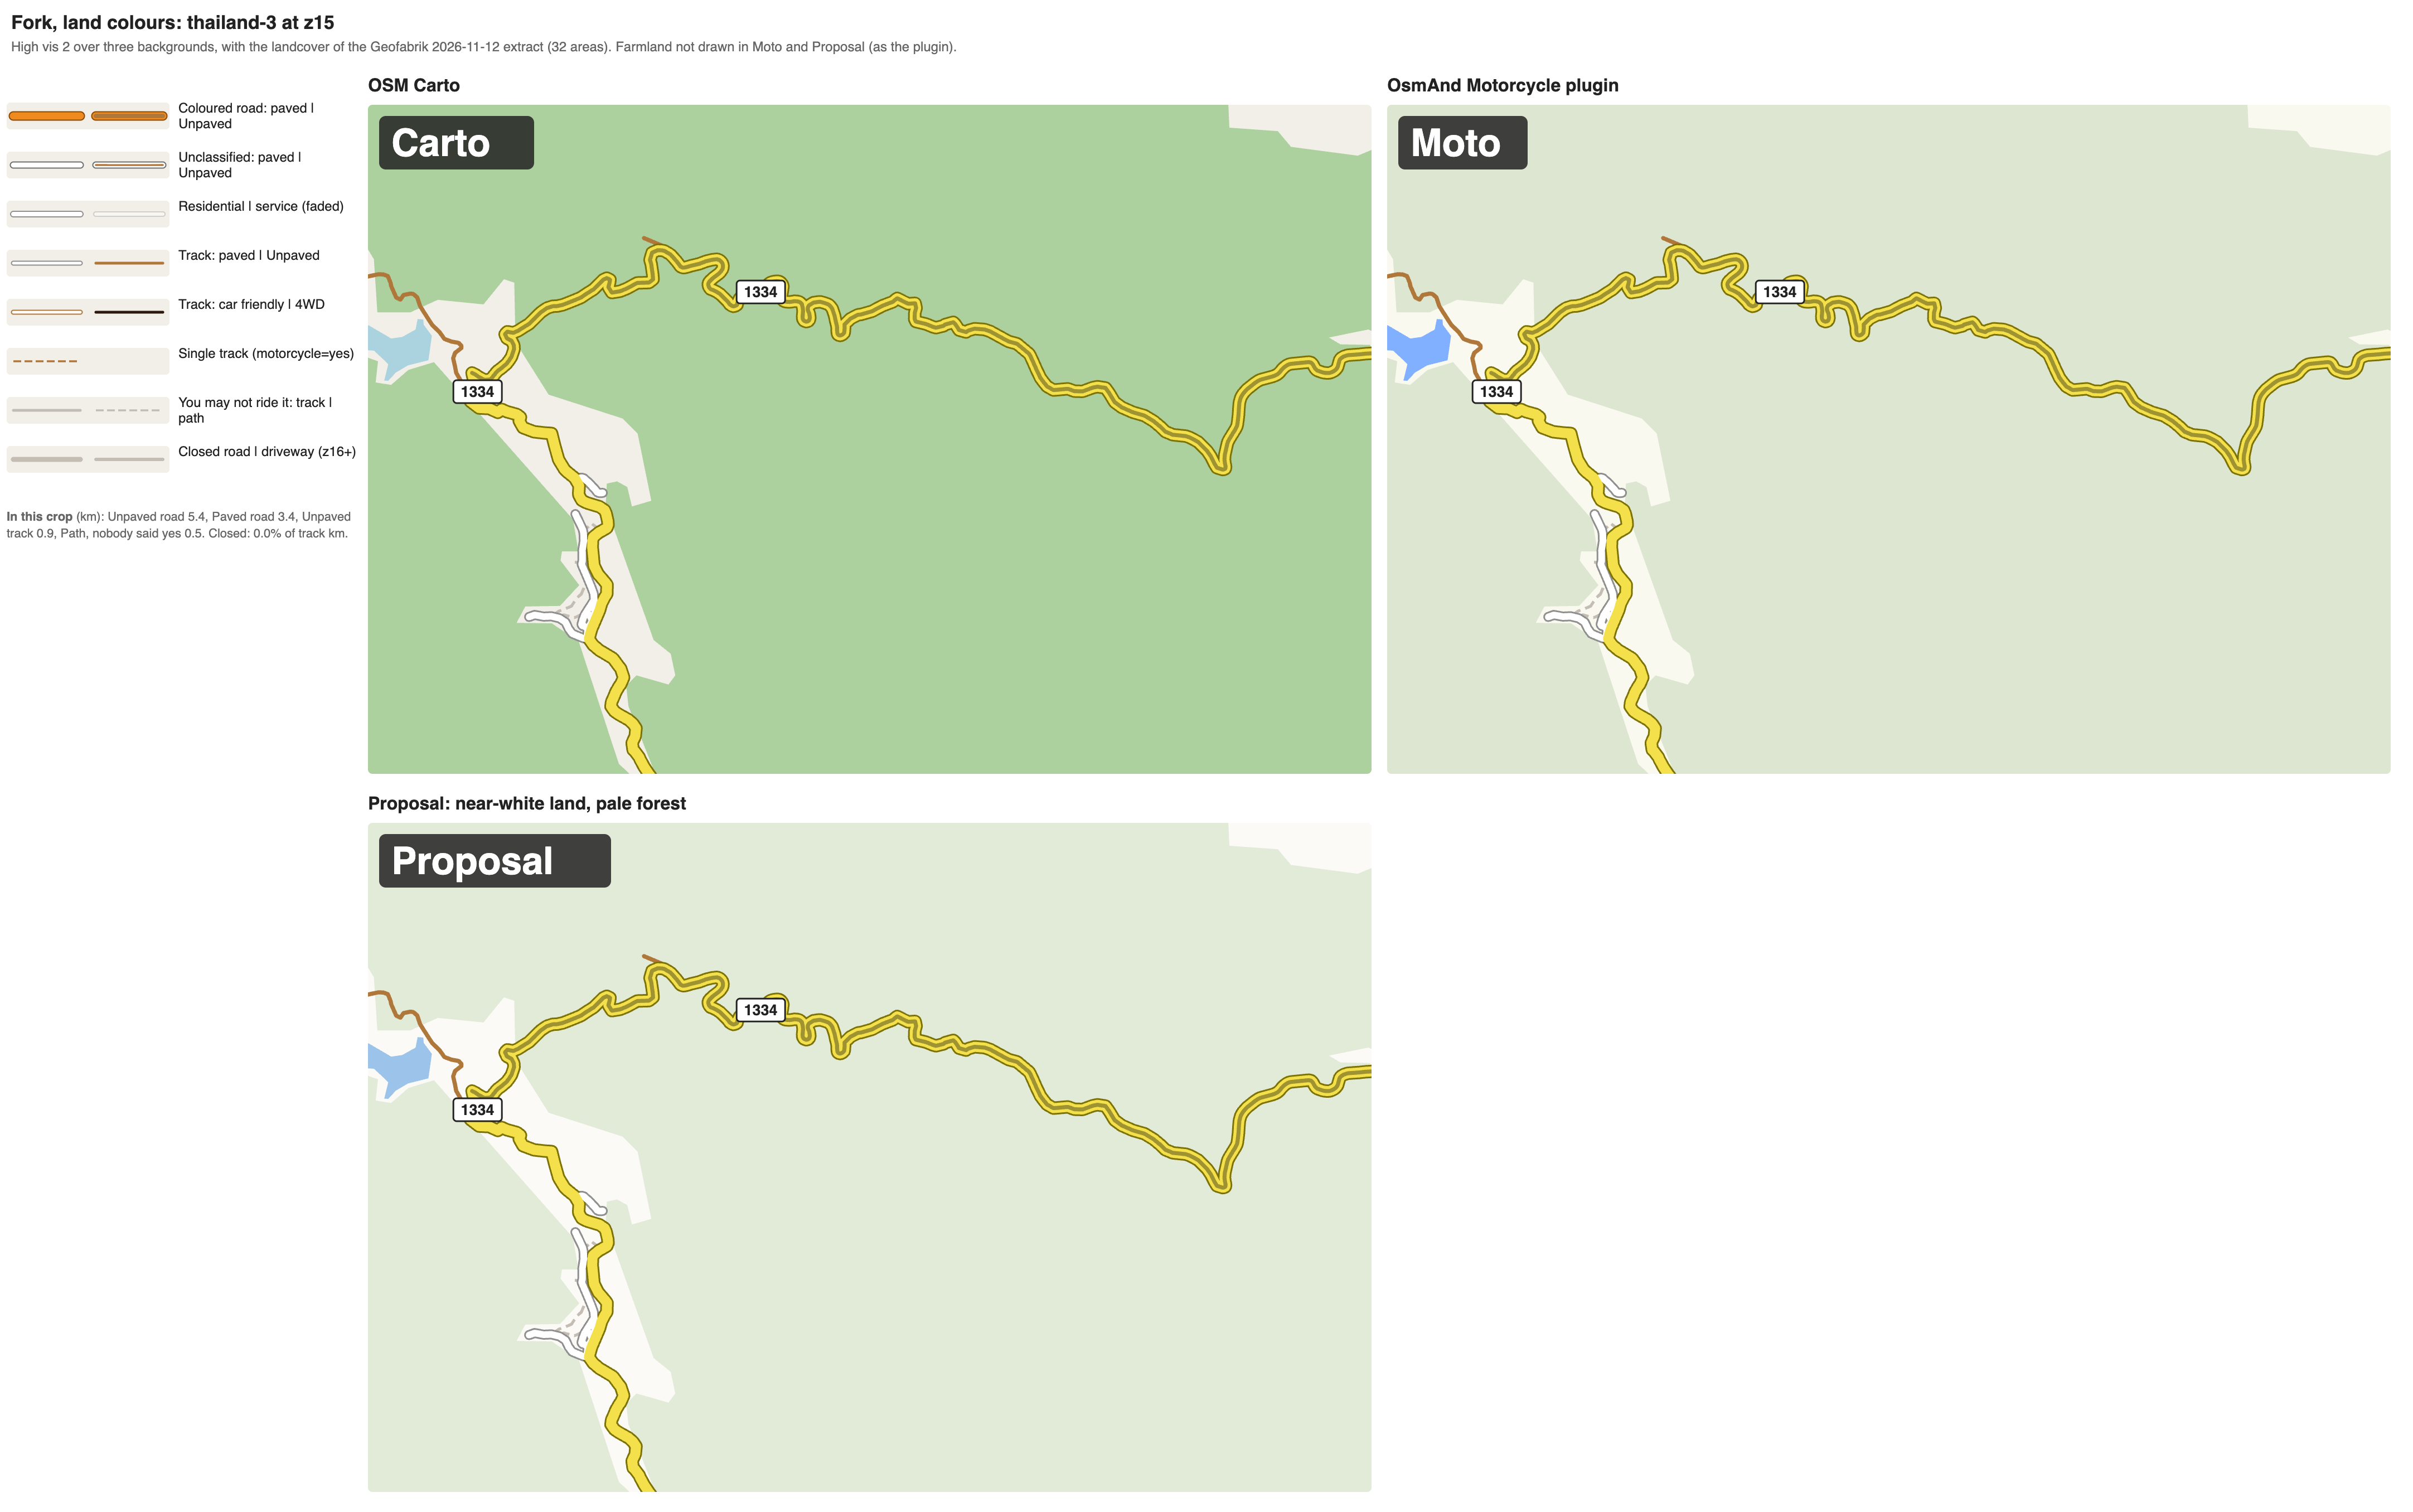 Fork, land colours: thailand-3 at z15
High vis 2 over three backgrounds, with the landcover of the Geofabrik 2026-11-12 extract (32 areas). Farmland not drawn in Moto and Proposal (as the plugin).
Coloured road: paved |
Unpaved
Unclassified: paved |
Unpaved
Residential | service (faded)
Track: paved | Unpaved
Track: car friendly | 4WD
Single track (motorcycle=yes)
You may not ride it: track |
path
Closed road | driveway (z16+)
In this crop (km): Unpaved road 5.4, Paved road 3.4, Unpaved
track 0.9, Path, nobody said yes 0.5. Closed: 0.0% of track km.
OSM Carto
Carto
1334
1334
OsmAnd Motorcycle plugin
Moto
1334
1334
Proposal: near-white land, pale forest
Proposal
1334
1334